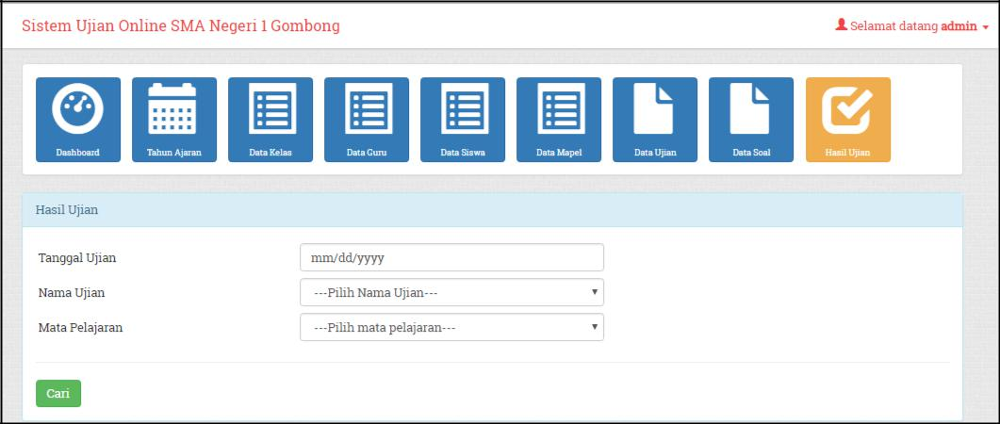 Sistem Ujian Online SMA Negeri 1 Gombong
Selamat datang admin
Dashboard
Tahun Ajaran
Data Kelas
Data Guru
Data Siswa
Data Mapel
Data Ujian
Data Soal
Hasil Ujian
Hasil Ujian
Tanggal Ujian
mm/dd/yyyy
Nama Ujian
---Pilih Nama Ujian---
Mata Pelajaran
---Pilih mata pelajaran---
Cari